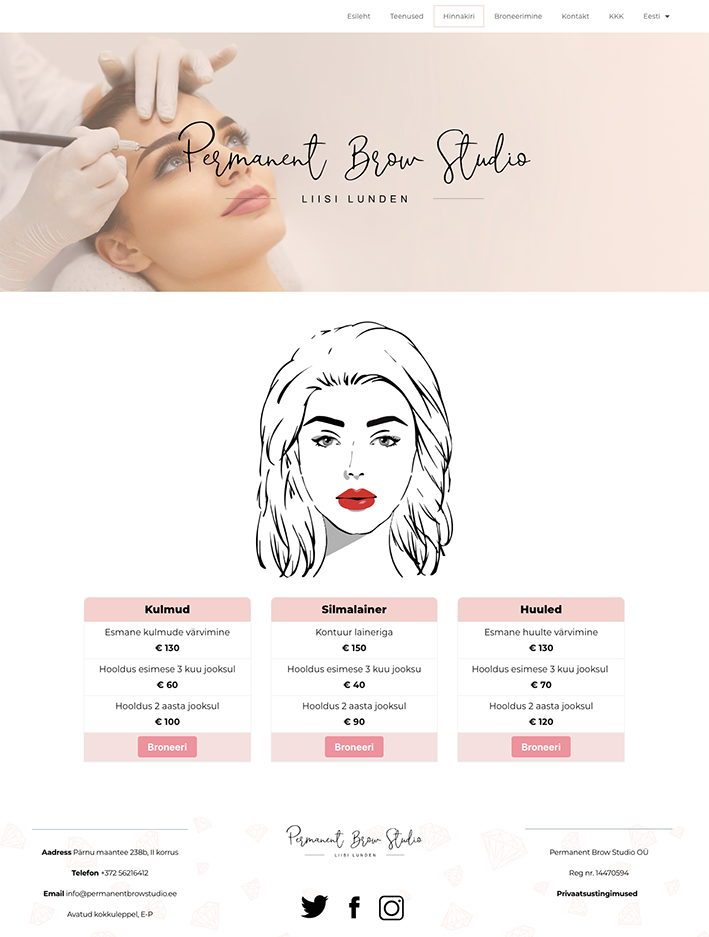 Esileht Teenused Hinnakiri Broneerimine Kontakt KKK Eesti
Permanent Brow Studio
LIISI LUNDEN
Kulmud
Esmane kulmude värvimine
€ 130
Hooldus esimese 3 kuu jooksul
€ 60
Hooldus 2 aasta jooksul
€ 100
Broneeri
Silmalainer
Kontuur laineriga
€ 150
Hooldus esimese 3 kuu jooksu
€ 40
Hooldus 2 aasta jooksul
€ 90
Broneeri
Huuled
Esmane huulte värvimine
€ 130
Hooldus esimese 3 kuu jooksul
€ 70
Hooldus 2 aasta jooksul
€ 120
Broneeri
Aadress Pärnu maantee 238b, II korrus
Telefon +372 56216412
Email info@permanentbrowstudio.ee
Avatud kokkuleppel, E-P
Permanent Brow Studio
LIISI LUNDEN
Permanent Brow Studio OÜ
Reg nr. 14470594
Privaatsustingimused